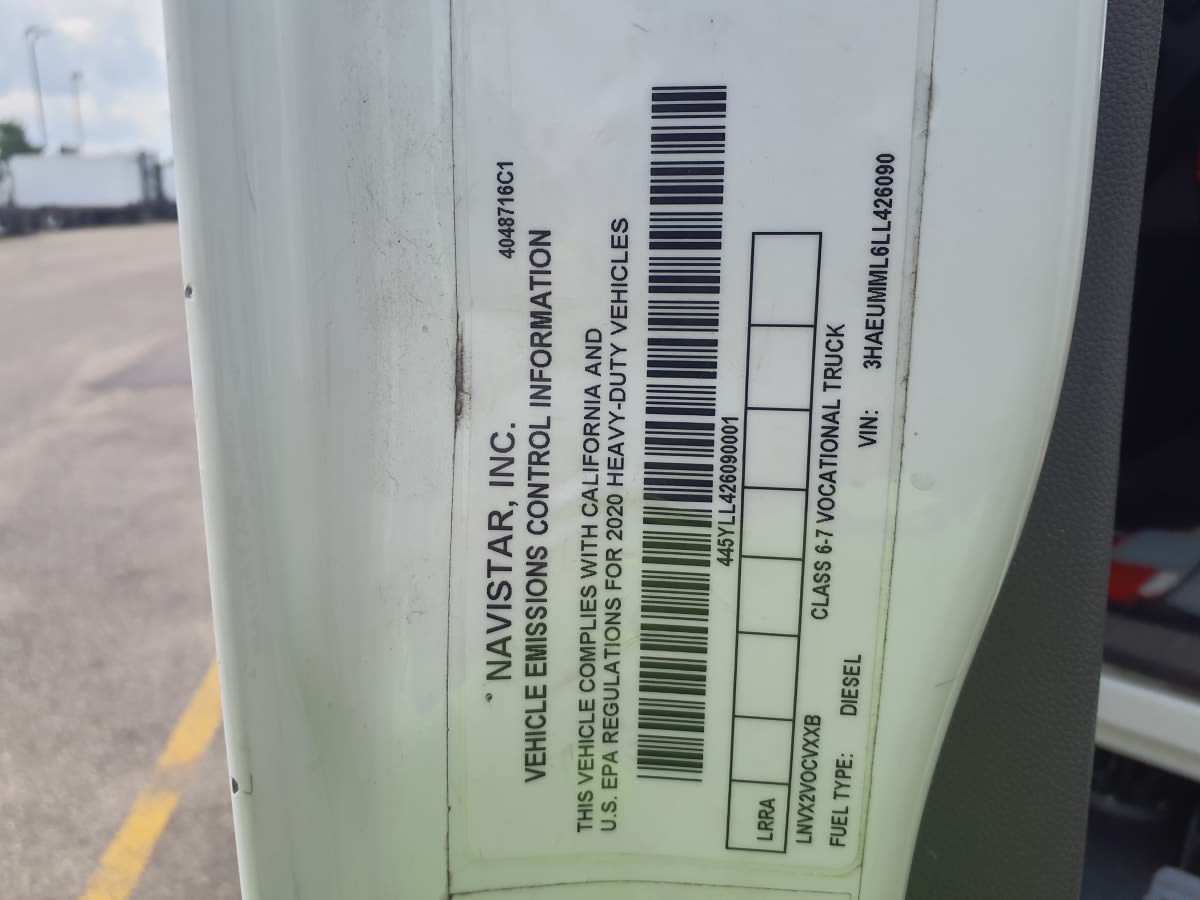 4048716C1
NAVISTAR, INC.
VEHICLE EMISSIONS CONTROL INFORMATION
THIS VEHICLE COMPLIES WITH CALIFORNIA AND
U.S. EPA REGULATIONS FOR 2020 HEAVY-DUTY VEHICLES
445YLL426090001
LRRA
LNVX2VOCVXXB CLASS 6-7 VOCATIONAL TRUCK
FUEL TYPE: DIESEL VIN: 3HAEUMML6LL426090